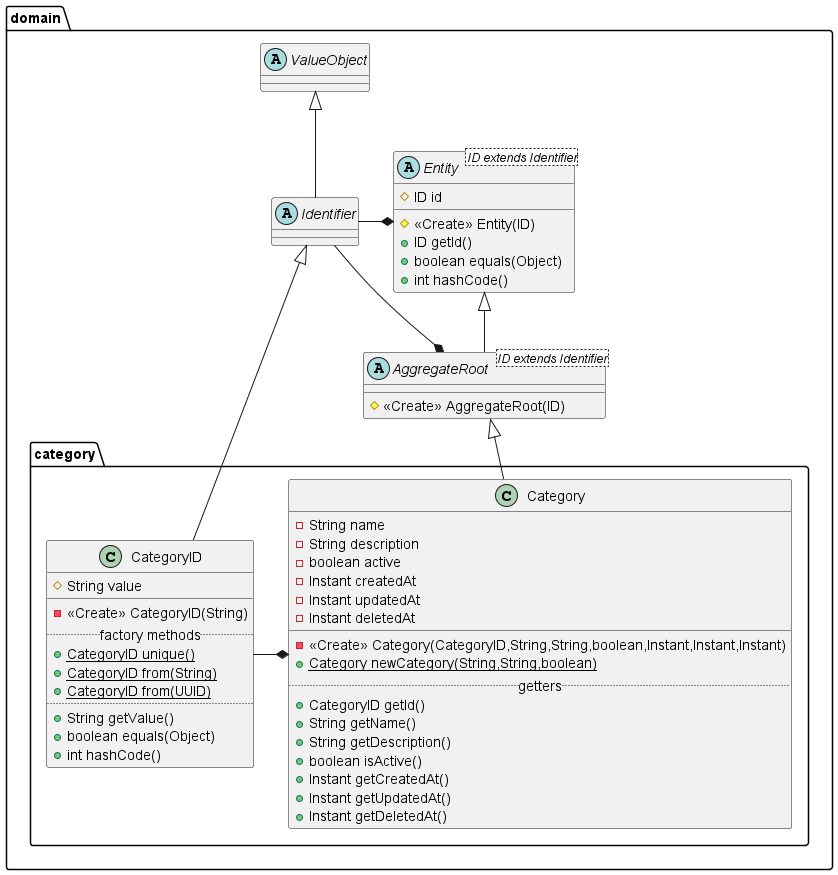 domain
A ValueObject
A Entity
ID extends Identifier
ID id
«Create» Entity(ID)
ID getId()
boolean equals(Object)
int hashCode()
A Identifier
A AggregateRoot
ID extends Identifier
«Create» AggregateRoot(ID)
category
C Category
String name
String description
boolean active
Instant createdAt
Instant updatedAt
Instant deletedAt
«Create» Category(CategoryID,String,String,boolean,Instant,Instant,Instant)
Category newCategory(String,String,boolean)
getters
CategoryID getId()
String getName()
String getDescription()
boolean isActive()
Instant getCreatedAt()
Instant getUpdatedAt()
Instant getDeletedAt()
C CategoryID
String value
«Create» CategoryID(String)
factory methods
CategoryID unique()
CategoryID from(String)
CategoryID from(UUID)
String getValue()
boolean equals(Object)
int hashCode()